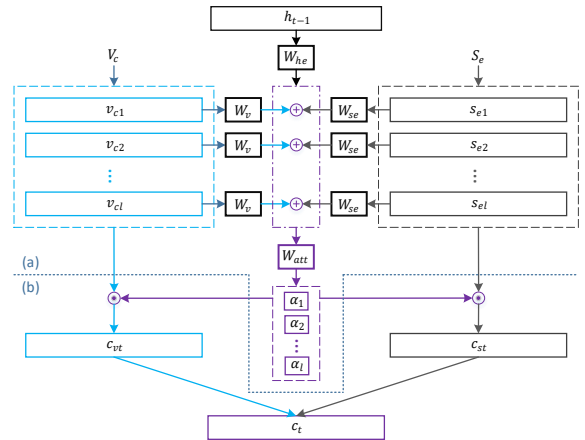 h_{t−1}
W_{he}
V_c
S_e
v_{c1} W_v + W_{se} s_{e1}
v_{c2} W_v + W_{se} s_{e2}
⋮ ⋮
v_{cl} W_v + W_{se} s_{el}
W_{att}
(a)
(b)
α_1
α_2
⋮
α_l
c_{vt} c_{st}
c_t